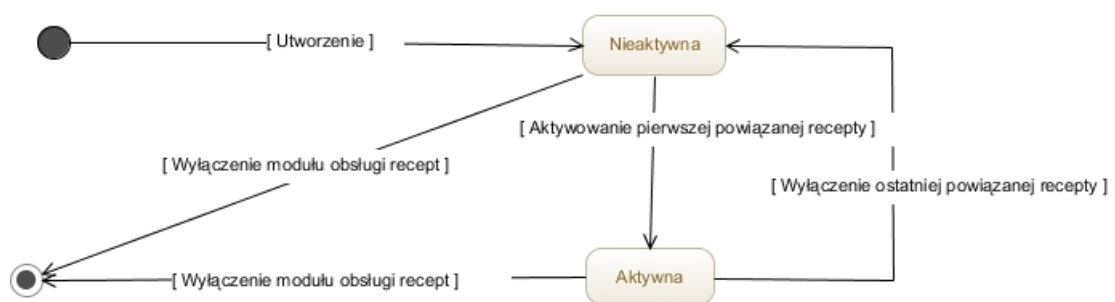 [ Utworzenie ]
Nieaktywna
[ Aktywowanie pierwszej powiązanej recepty ]
[ Wyłączenie modułu obsługi recept ]
[ Wyłączenie ostatniej powiązanej recepty ]
[ Wyłączenie modułu obsługi recept ]
Aktywna